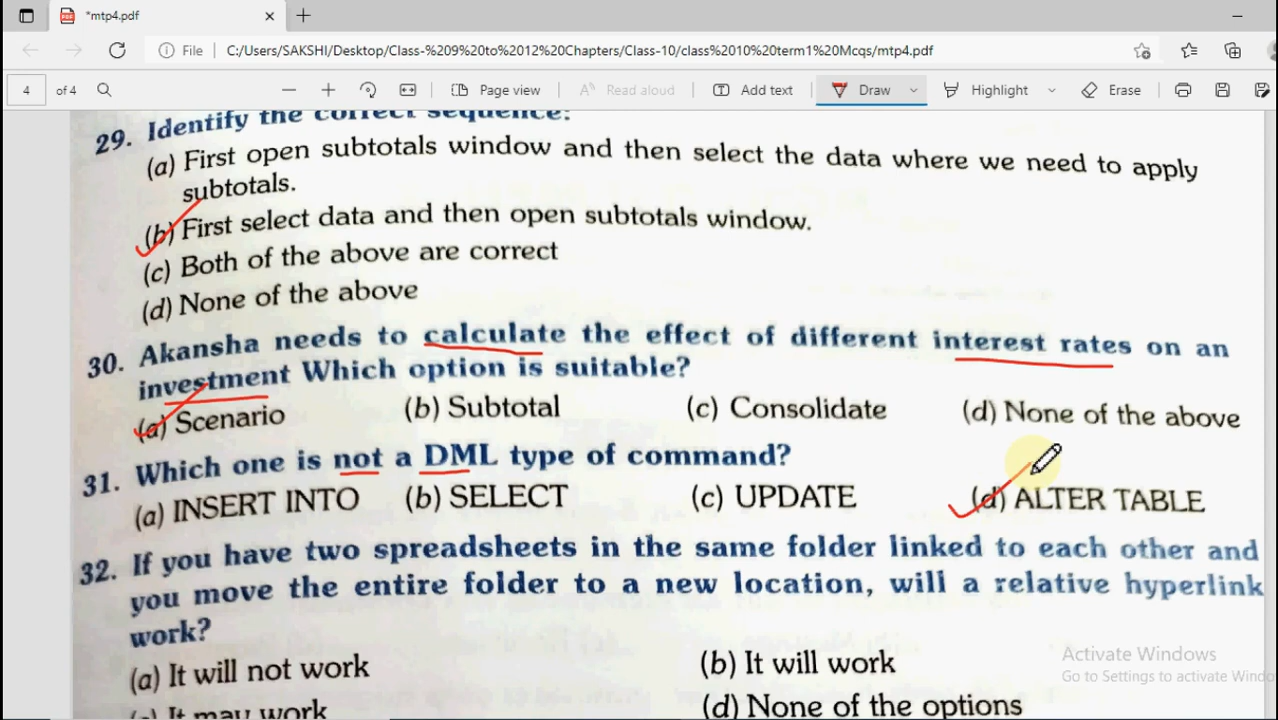 *mtp4.pdf
File C:/Users/SAKSHI/Desktop/Class-%209%20to%2012%20Chapters/Class-10/class%2010%20term1%20Mcqs/mtp4.pdf
4 of 4 Page view Read aloud Add text Draw Highlight Erase
29. Identify the correct sequence:
(a) First open subtotals window and then select the data where we need to apply
subtotals.
(b) First select data and then open subtotals window.
(c) Both of the above are correct
(d) None of the above
30. Akansha needs to calculate the effect of different interest rates on an
investment Which option is suitable?
(a) Scenario (b) Subtotal (c) Consolidate (d) None of the above
31. Which one is not a DML type of command?
(a) INSERT INTO (b) SELECT (c) UPDATE (d) ALTER TABLE
32. If you have two spreadsheets in the same folder linked to each other and
you move the entire folder to a new location, will a relative hyperlink
work?
(a) It will not work (b) It will work
It may work (d) None of the options
Activate Windows
Go to Settings to activate